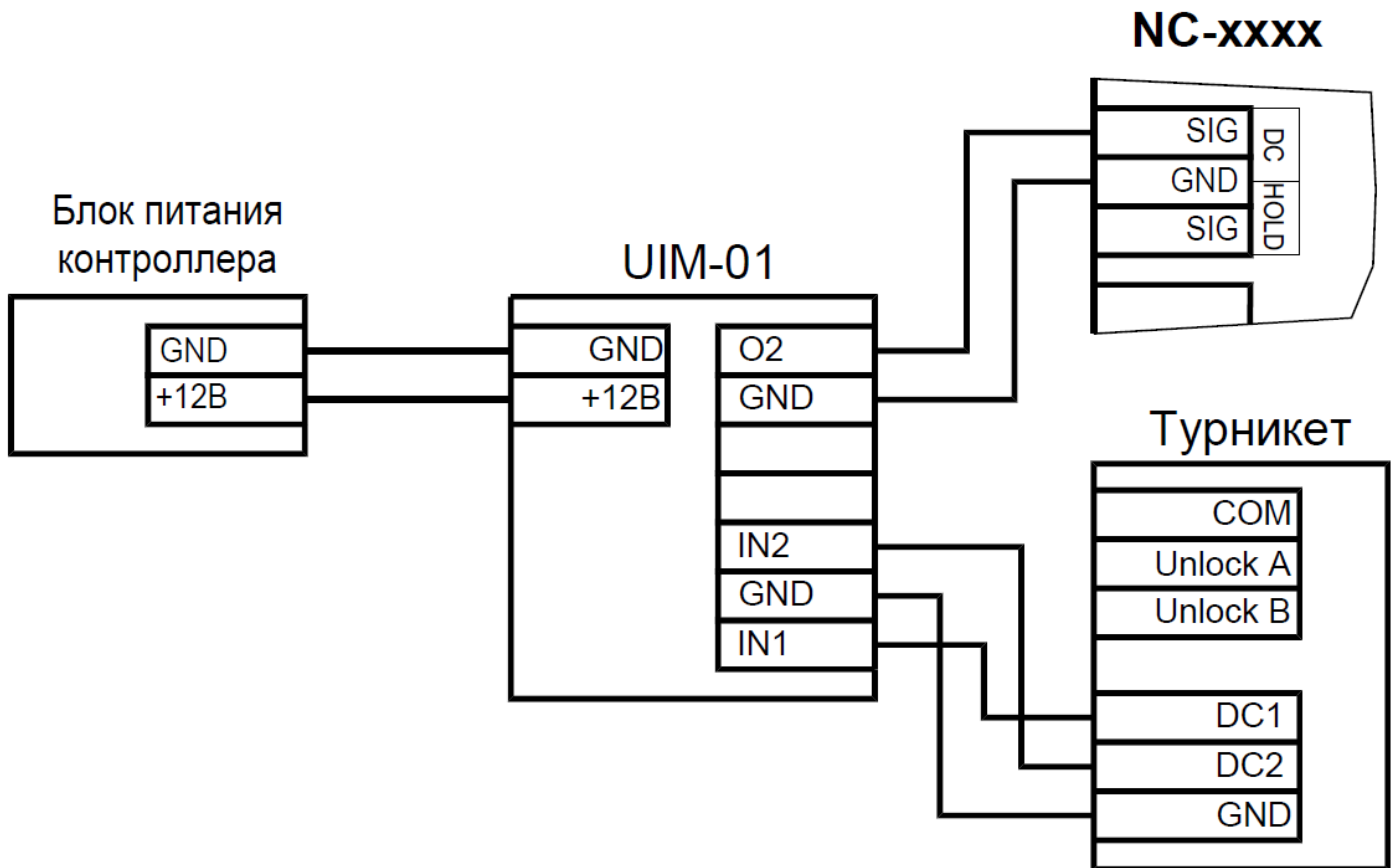 NC-xxxx
SIG
DC
GND
HOLD
SIG
Блок питания
контроллера
GND
+12В
UIM-01
GND
+12В
O2
GND
IN2
GND
IN1
Турникет
COM
Unlock A
Unlock B
DC1
DC2
GND